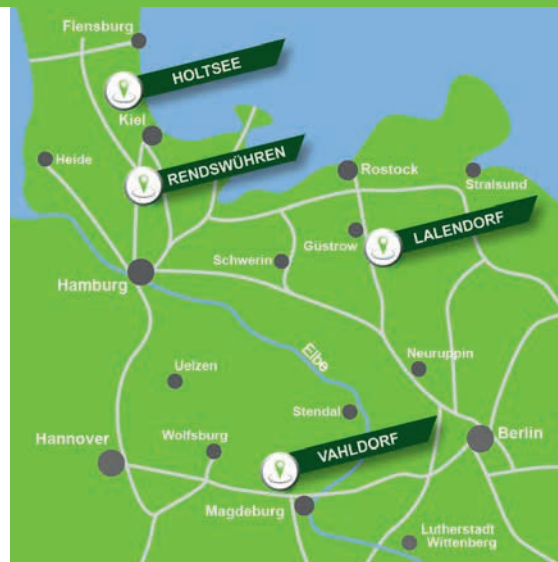 Flensburg
HOLTSEE
Kiel
Heide
RENDSWÜHREN
Rostock
Stralsund
LALENDORF
Güstrow
Schwerin
Hamburg
Elbe
Neuruppin
Uelzen
Stendal
Berlin
Hannover
Wolfsburg
VAHLDORF
Magdeburg
Lutherstadt
Wittenberg